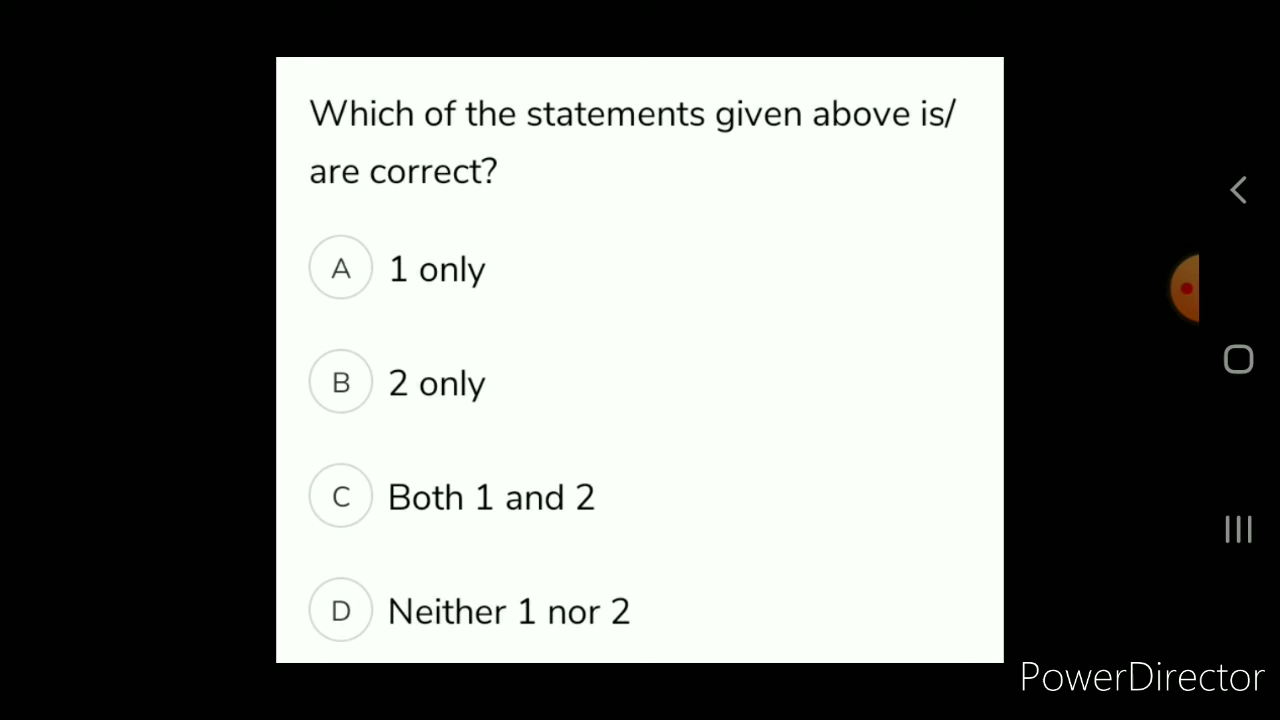 Which of the statements given above is/
are correct?
A 1 only
B 2 only
C Both 1 and 2
D Neither 1 nor 2
PowerDirector